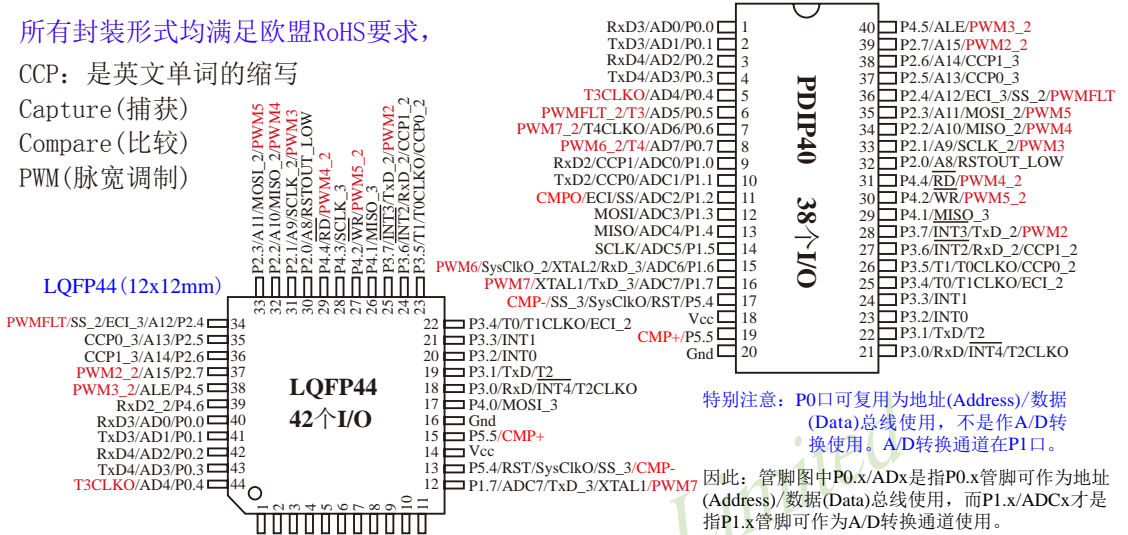 所有封装形式均满足欧盟RoHS要求，
CCP：是英文单词的缩写
Capture(捕获)
Compare(比较)
PWM(脉宽调制)
LQFP44(12x12mm)
P2.3/A11/MOSI_2/PWM5
P2.2/A10/MISO_2/PWM4
P2.1/A9/SCLK_2/PWM3
P2.0/A8/RSTOUT_LOW
P4.4/RD/PWM4_2
P4.3/SCLK_3
P4.2/WR/PWM5_2
P4.1/MISO_3
P3.7/INT3/TxD_2/PWM2
P3.6/INT2/RxD_2/CCP1_2
P3.5/T1/T0CLKO/CCP0_2
33 32 31 30 29 28 27 26 25 24 23
PWMFLT/SS_2/ECI_3/A12/P2.4 34
CCP0_3/A13/P2.5 35
CCP1_3/A14/P2.6 36
PWM2_2/A15/P2.7 37
PWM3_2/ALE/P4.5 38
RxD2_2/P4.6 39
RxD3/AD0/P0.0 40
TxD3/AD1/P0.1 41
RxD4/AD2/P0.2 42
TxD4/AD3/P0.3 43
T3CLKO/AD4/P0.4 44
LQFP44
42个I/O
22 P3.4/T0/T1CLKO/ECI_2
21 P3.3/INT1
20 P3.2/INT0
19 P3.1/TxD/T2
18 P3.0/RxD/INT4/T2CLKO
17 P4.0/MOSI_3
16 Gnd
15 P5.5/CMP+
14 Vcc
13 P5.4/RST/SysClkO/SS_3/CMP-
12 P1.7/ADC7/TxD_3/XTAL1/PWM7
1 2 3 4 5 6 7 8 9 10 11
RxD3/AD0/P0.0 1
TxD3/AD1/P0.1 2
RxD4/AD2/P0.2 3
TxD4/AD3/P0.3 4
T3CLKO/AD4/P0.4 5
PWMFLT_2/T3/AD5/P0.5 6
PWM7_2/T4CLKO/AD6/P0.6 7
PWM6_2/T4/AD7/P0.7 8
RxD2/CCP1/ADC0/P1.0 9
TxD2/CCP0/ADC1/P1.1 10
CMPO/ECI/SS/ADC2/P1.2 11
MOSI/ADC3/P1.3 12
MISO/ADC4/P1.4 13
SCLK/ADC5/P1.5 14
PWM6/SysClkO_2/XTAL2/RxD_3/ADC6/P1.6 15
PWM7/XTAL1/TxD_3/ADC7/P1.7 16
CMP-/SS_3/SysClkO/RST/P5.4 17
Vcc 18
CMP+/P5.5 19
Gnd 20
PDIP40 38个I/O
40 P4.5/ALE/PWM3_2
39 P2.7/A15/PWM2_2
38 P2.6/A14/CCP1_3
37 P2.5/A13/CCP0_3
36 P2.4/A12/ECI_3/SS_2/PWMFLT
35 P2.3/A11/MOSI_2/PWM5
34 P2.2/A10/MISO_2/PWM4
33 P2.1/A9/SCLK_2/PWM3
32 P2.0/A8/RSTOUT_LOW
31 P4.4/RD/PWM4_2
30 P4.2/WR/PWM5_2
29 P4.1/MISO_3
28 P3.7/INT3/TxD_2/PWM2
27 P3.6/INT2/RxD_2/CCP1_2
26 P3.5/T1/T0CLKO/CCP0_2
25 P3.4/T0/T1CLKO/ECI_2
24 P3.3/INT1
23 P3.2/INT0
22 P3.1/TxD/T2
21 P3.0/RxD/INT4/T2CLKO
特别注意：P0口可复用为地址(Address)/数据
(Data)总线使用，不是作A/D转
换使用。A/D转换通道在P1口。
因此：管脚图中P0.x/ADx是指P0.x管脚可作为地址
(Address)/数据(Data)总线使用，而P1.x/ADCx才是
指P1.x管脚可作为A/D转换通道使用。
Limited